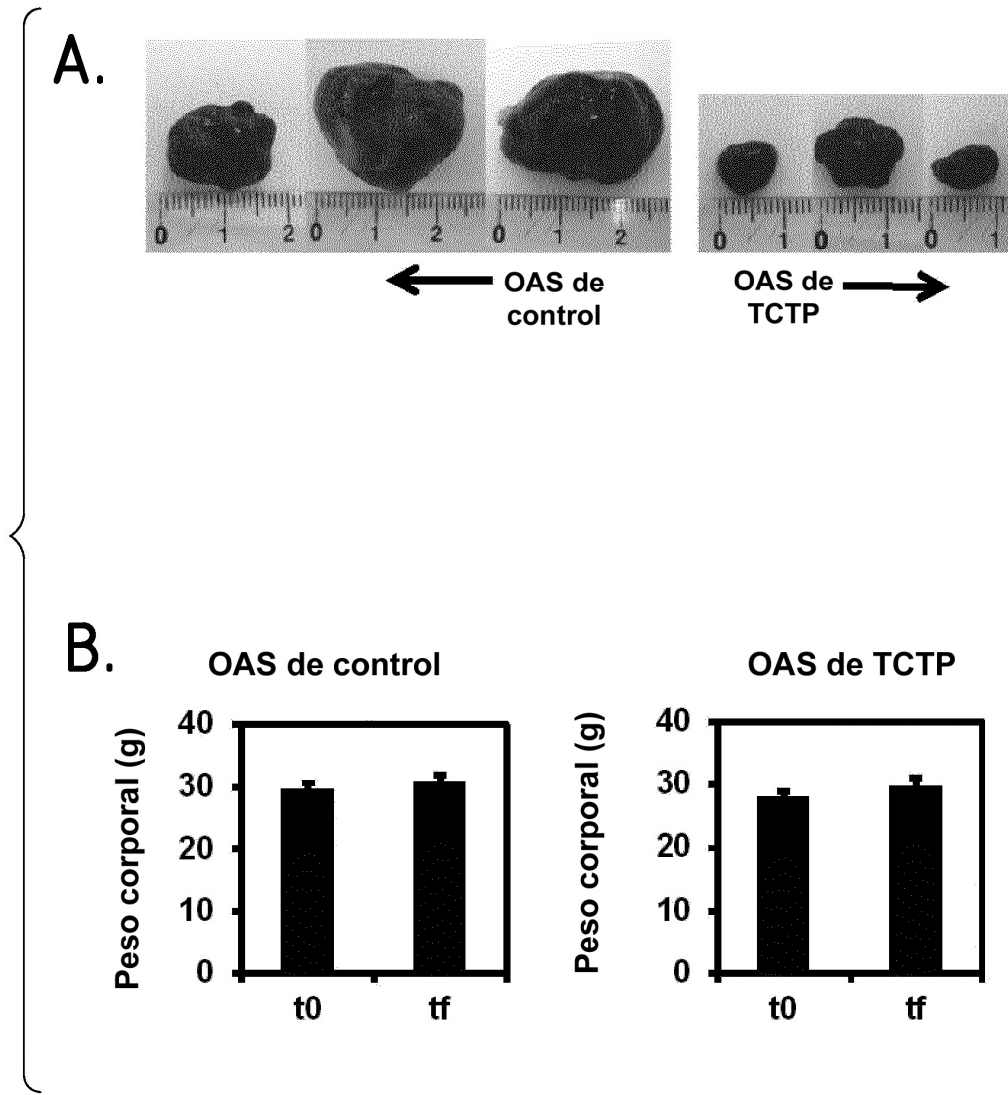 A.
0 1 2 0 1 2 0 1 2 0 1 0 1 0 1
OAS de
control
OAS de
TCTP
B.
OAS de control
Peso corporal (g)
40
30
20
10
0
t0 tf
OAS de TCTP
Peso corporal (g)
40
30
20
10
0
t0 tf